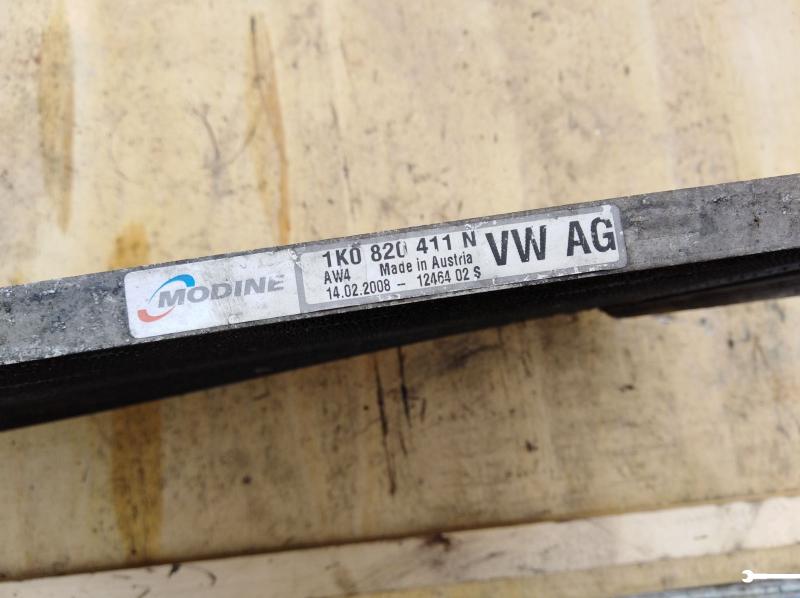 MODINE
1K0 820 411 N
AW4 Made in Austria
14.02.2008 - 12464 02 $
VW AG